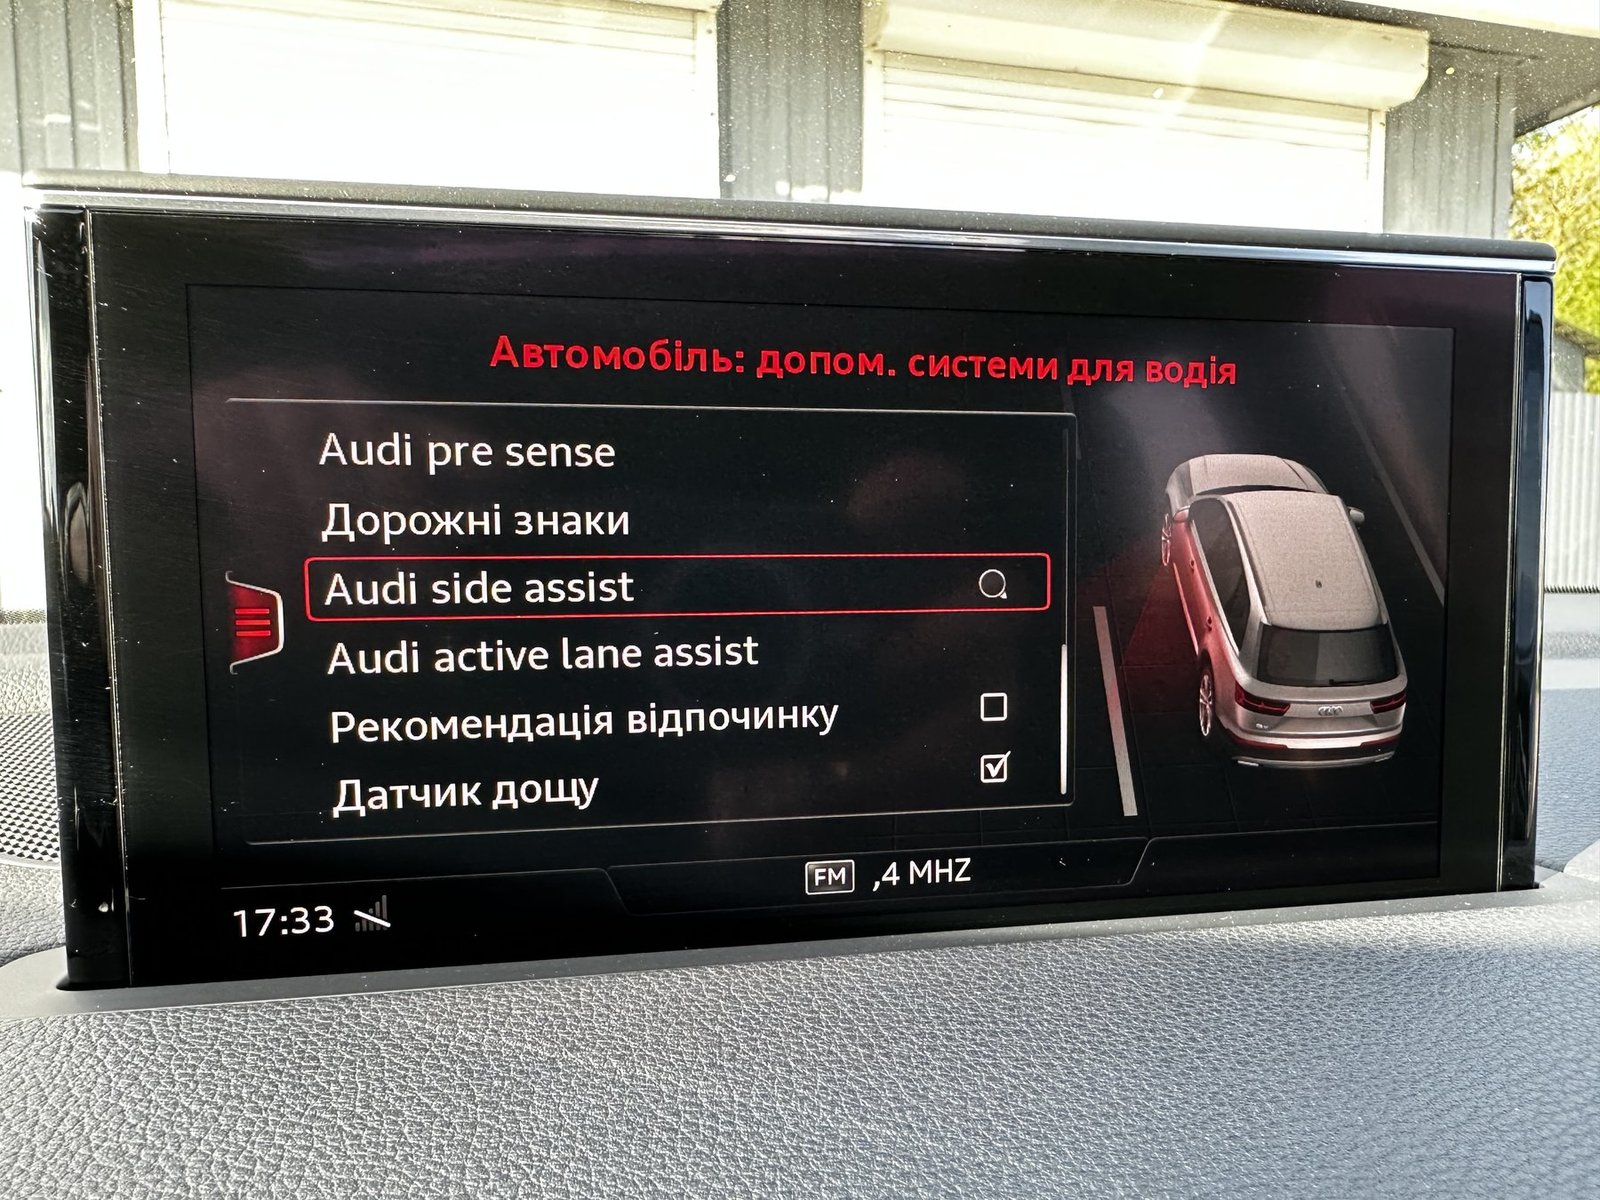 Автомобіль: допом. системи для водія
Audi pre sense
Дорожні знаки
Audi side assist
Audi active lane assist
Рекомендація відпочинку
Датчик дощу
FM ,4 MHZ
17:33